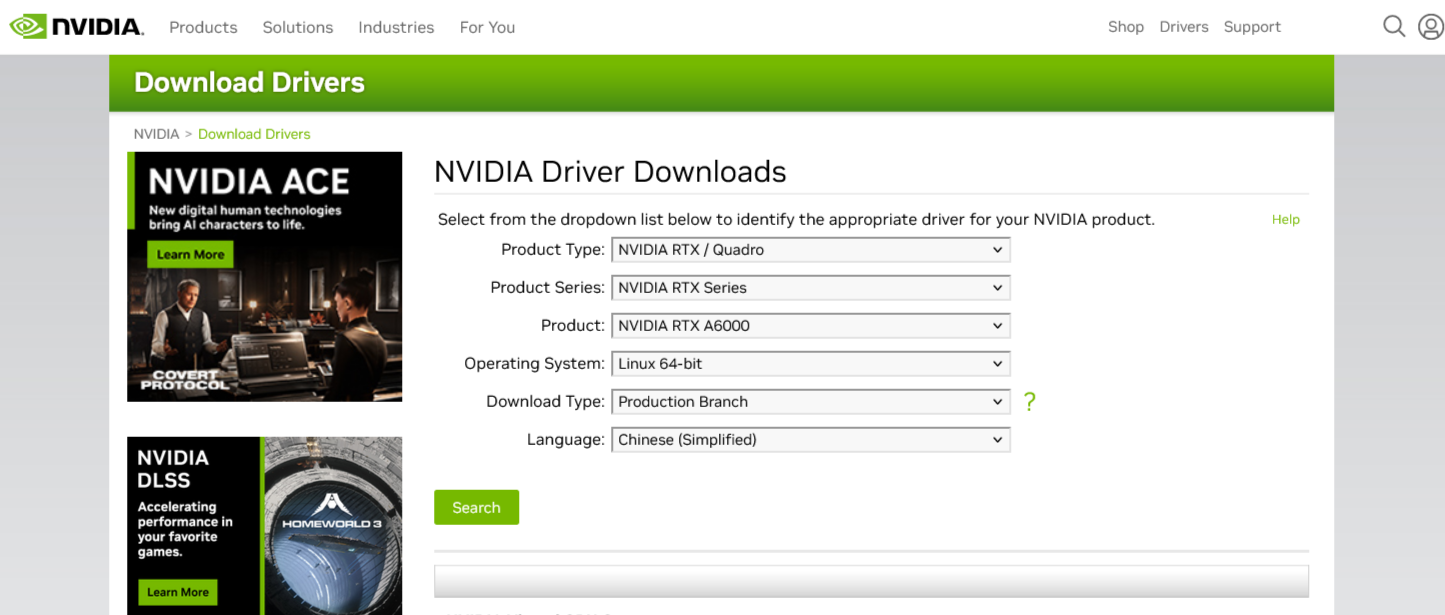 NVIDIA.
Products Solutions Industries For You
Shop Drivers Support
Download Drivers
NVIDIA > Download Drivers
NVIDIA ACE
New digital human technologies
bring AI characters to life.
Learn More
COVERT
PROTOCOL
NVIDIA
DLSS
Accelerating
performance in
your favorite
games.
Learn More
HOMEWORLD 3
NVIDIA Driver Downloads
Select from the dropdown list below to identify the appropriate driver for your NVIDIA product.
Help
Product Type: NVIDIA RTX / Quadro
Product Series: NVIDIA RTX Series
Product: NVIDIA RTX A6000
Operating System: Linux 64-bit
Download Type: Production Branch ?
Language: Chinese (Simplified)
Search